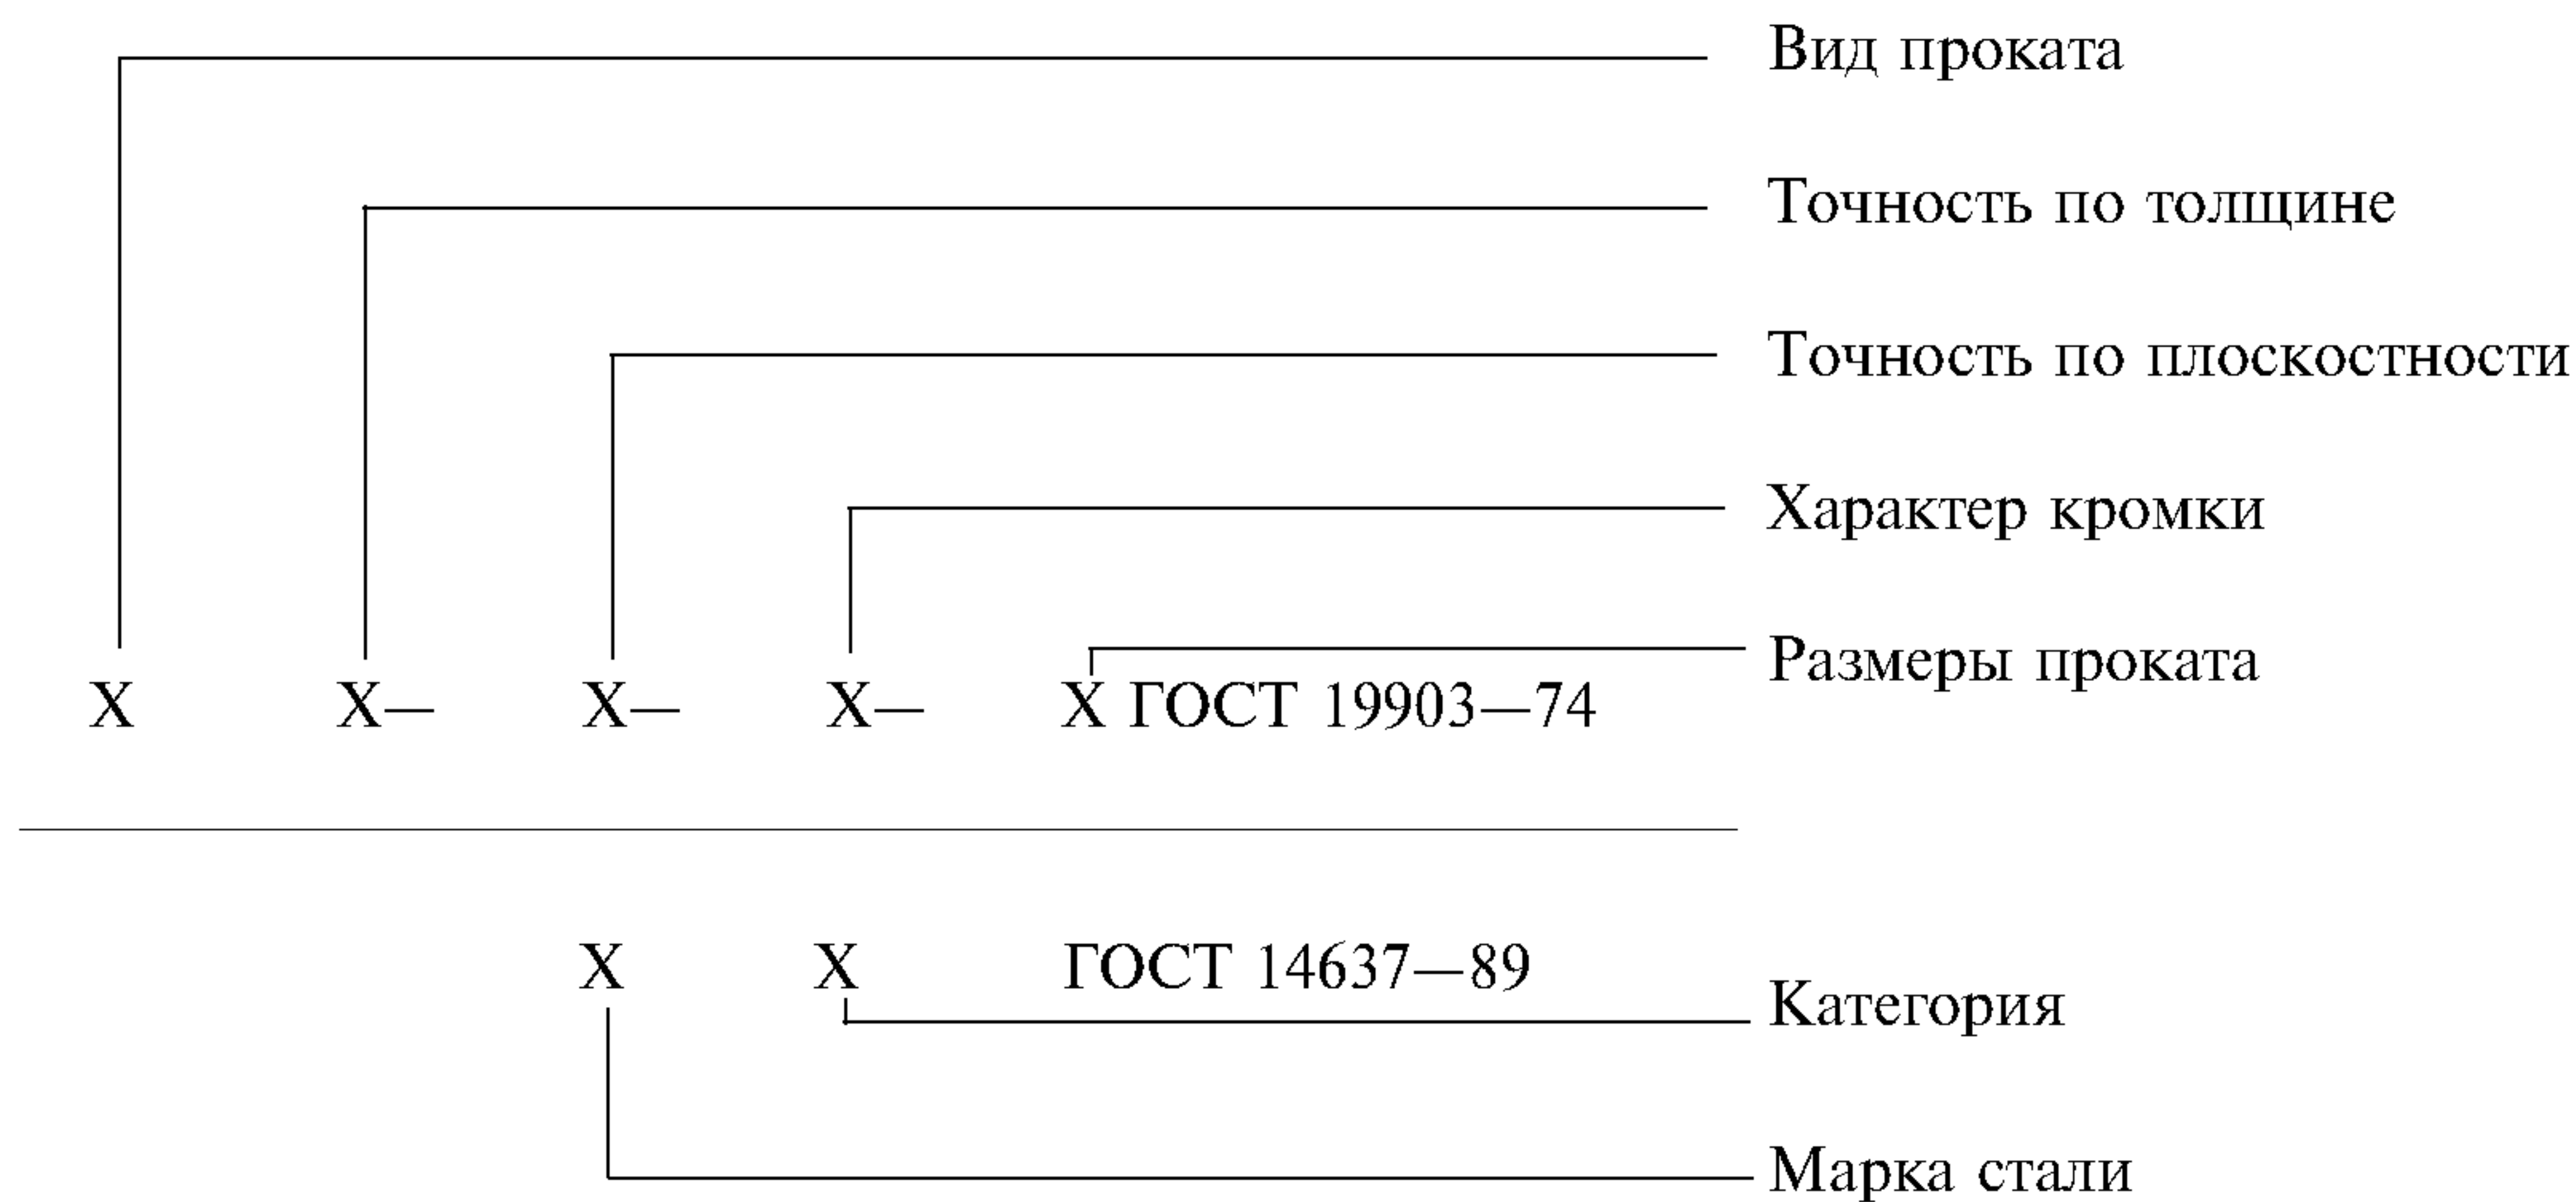 Вид проката
Точность по толщине
Точность по плоскостности
Характер кромки
Размеры проката
X X— X— X— X ГОСТ 19903—74
X X ГОСТ 14637—89
Категория
Марка стали